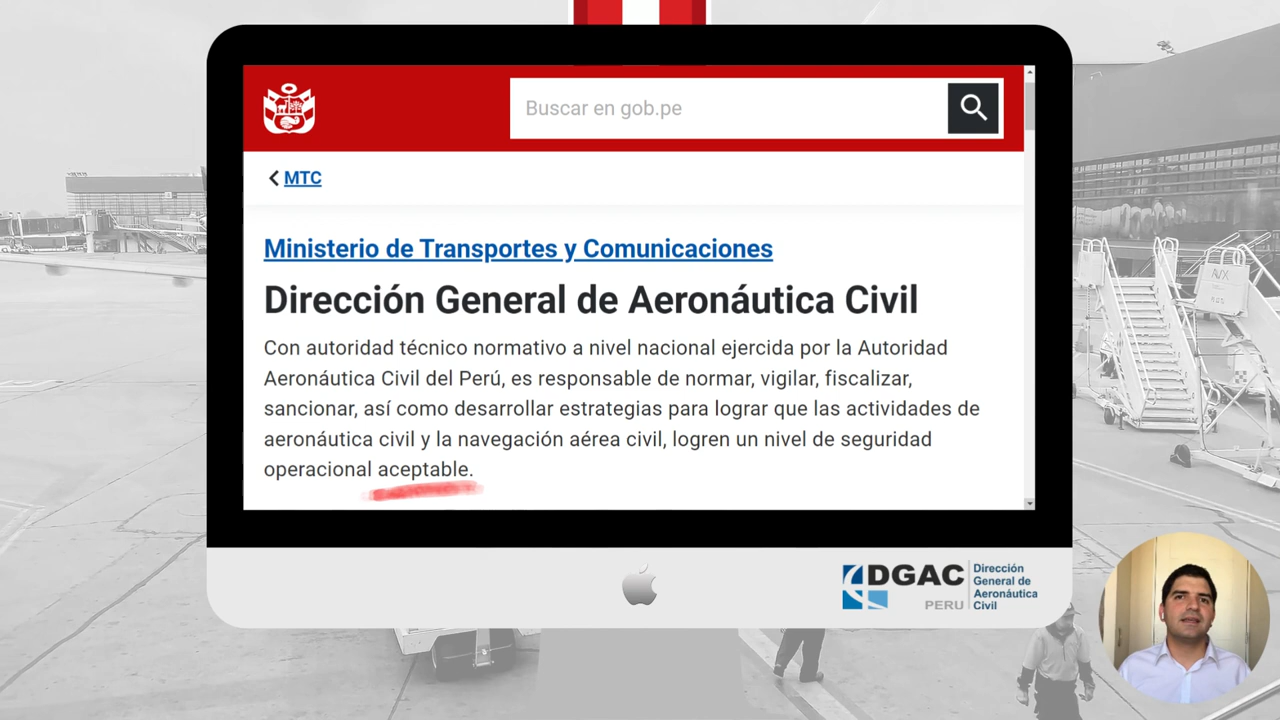 Buscar en gob.pe
MTC
Ministerio de Transportes y Comunicaciones
Dirección General de Aeronáutica Civil
Con autoridad técnico normativo a nivel nacional ejercida por la Autoridad
Aeronáutica Civil del Perú, es responsable de normar, vigilar, fiscalizar,
sancionar, así como desarrollar estrategias para lograr que las actividades de
aeronáutica civil y la navegación aérea civil, logren un nivel de seguridad
operacional aceptable.
DGAC
PERU
Dirección
General de
Aeronáutica
Civil